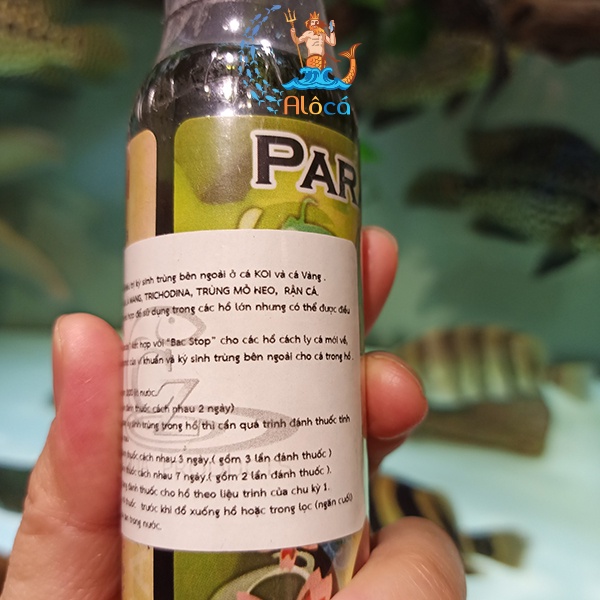 Alôcá
PAR
ký sinh trùng bên ngoài ở cá KOI và cá Vàng.
MANG, TRICHODINA, TRÙNG MỎ NEO, RẬN CÁ.
để sử dụng trong các hồ lớn nhưng có thể được điều
hợp với "Bac Stop" cho các hồ cách ly cá mới về,
khuẩn và ký sinh trùng bên ngoài cho cá trong hồ.
nước.
đánh thuốc cách nhau 2 ngày)
sinh trùng trong hồ thì cần quá trình đánh thuốc tính
thuốc cách nhau 3 ngày.( gồm 3 lần đánh thuốc )
thuốc cách nhau 7 ngày.( gồm 2 lần đánh thuốc ).
đánh thuốc cho hồ theo liệu trình của chu kỳ 1.
thuốc trước khi đổ xuống hồ hoặc trong lọc (ngăn cuối)
trong nước.